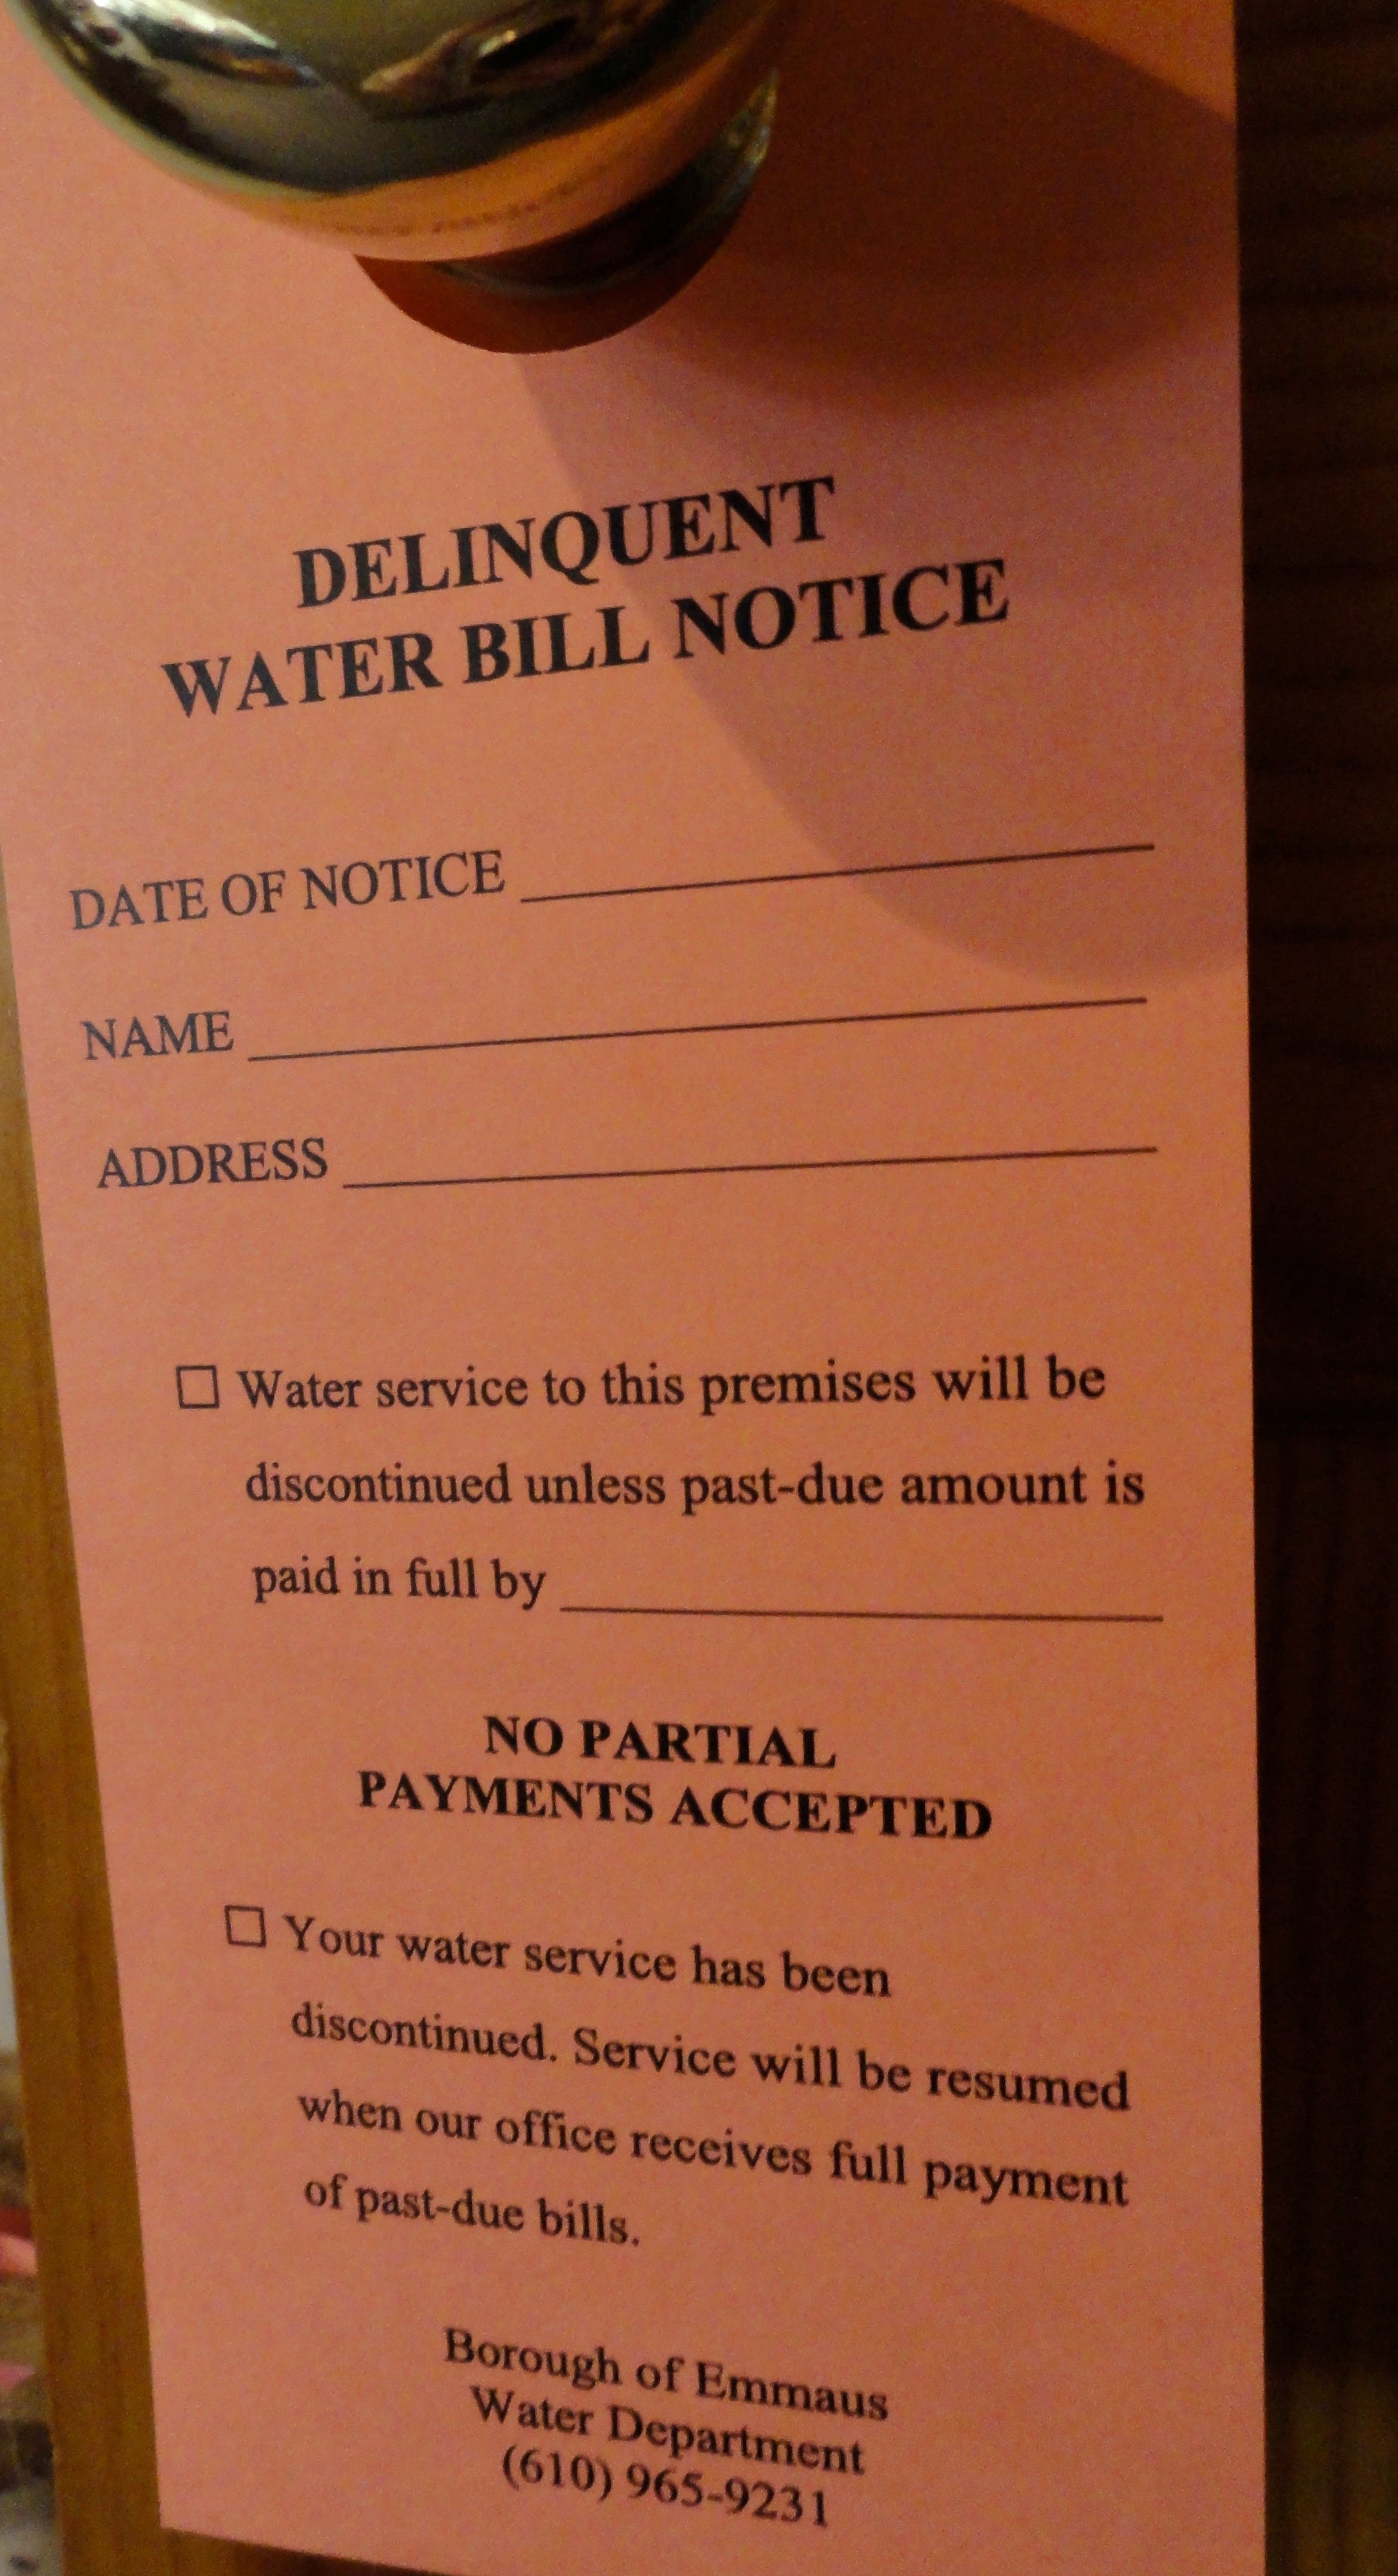 DELINQUENT
WATER BILL NOTICE
DATE OF NOTICE
NAME
ADDRESS
☐ Water service to this premises will be
discontinued unless past-due amount is
paid in full by
NO PARTIAL
PAYMENTS ACCEPTED
☐ Your water service has been
discontinued. Service will be resumed
when our office receives full payment
of past-due bills.
Borough of Emmaus
Water Department
(610) 965-9231